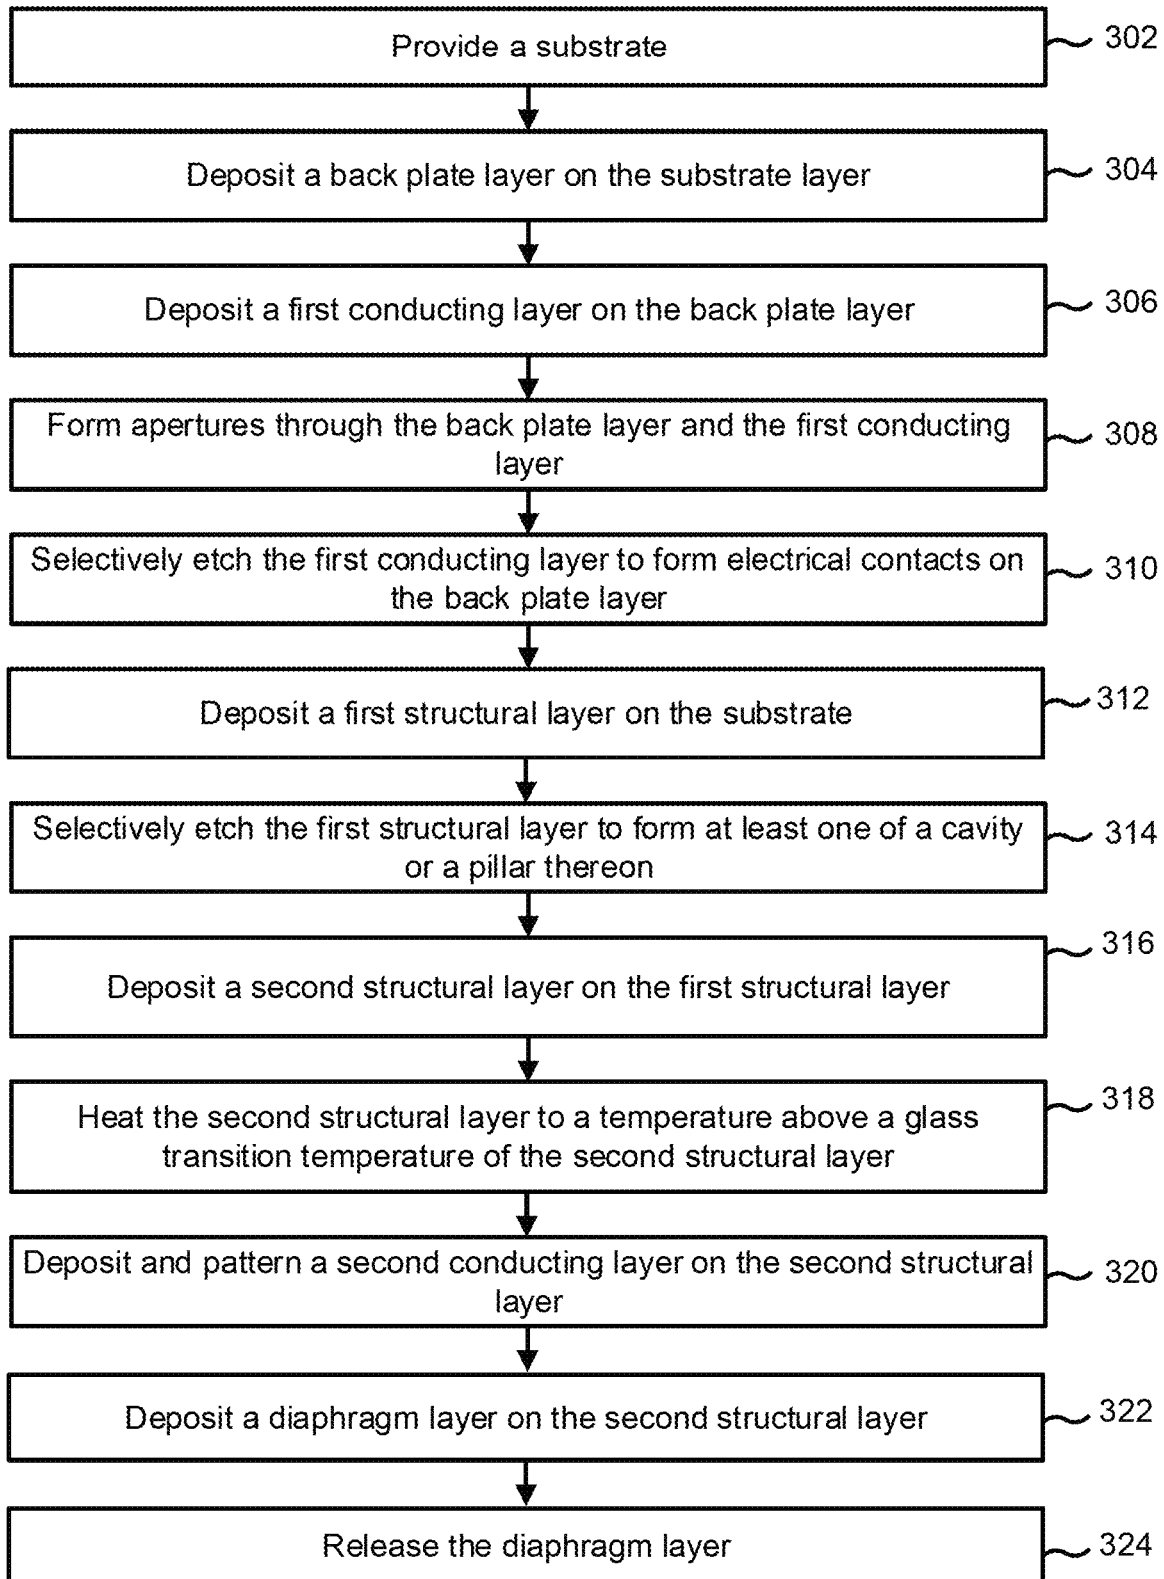 Provide a substrate
302
Deposit a back plate layer on the substrate layer
304
Deposit a first conducting layer on the back plate layer
306
Form apertures through the back plate layer and the first conducting
layer
308
Selectively etch the first conducting layer to form electrical contacts on
the back plate layer
310
Deposit a first structural layer on the substrate
312
Selectively etch the first structural layer to form at least one of a cavity
or a pillar thereon
314
Deposit a second structural layer on the first structural layer
316
Heat the second structural layer to a temperature above a glass
transition temperature of the second structural layer
318
Deposit and pattern a second conducting layer on the second structural
layer
320
Deposit a diaphragm layer on the second structural layer
322
Release the diaphragm layer
324